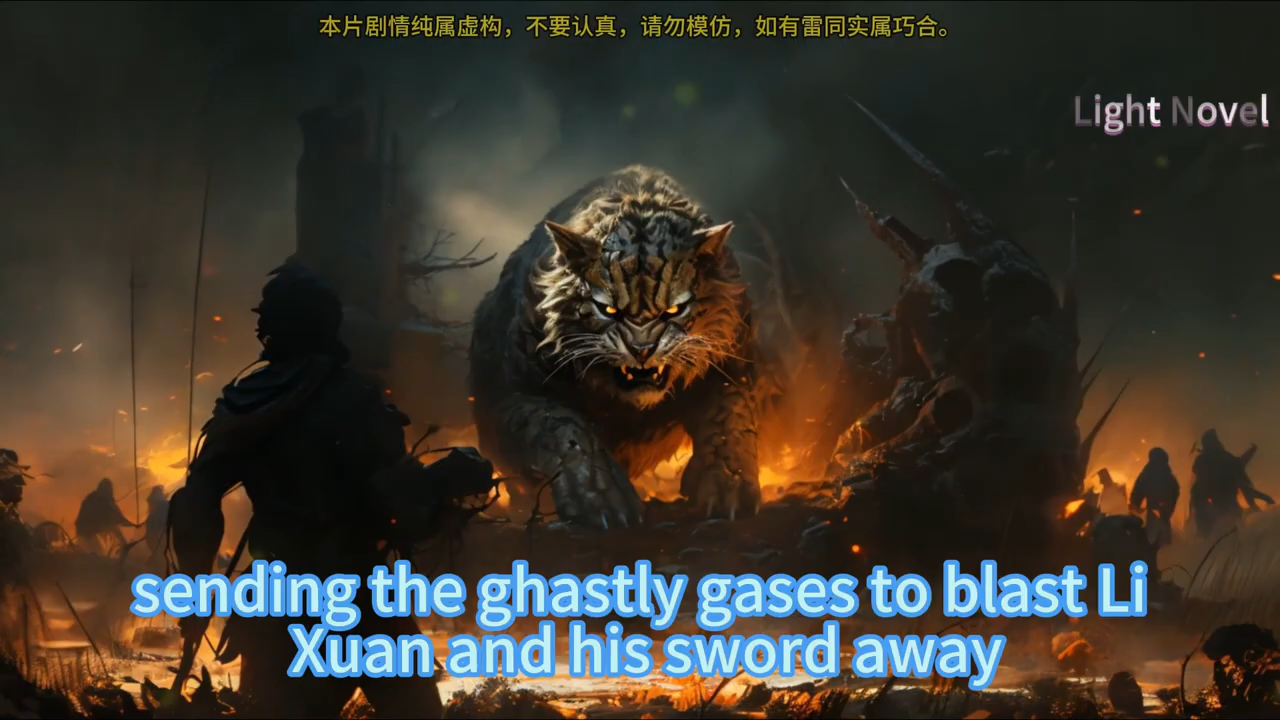 本片剧情纯属虚构，不要认真，请勿模仿，如有雷同实属巧合。
Light Novel
sending the ghastly gases to blast Li
Xuan and his sword away